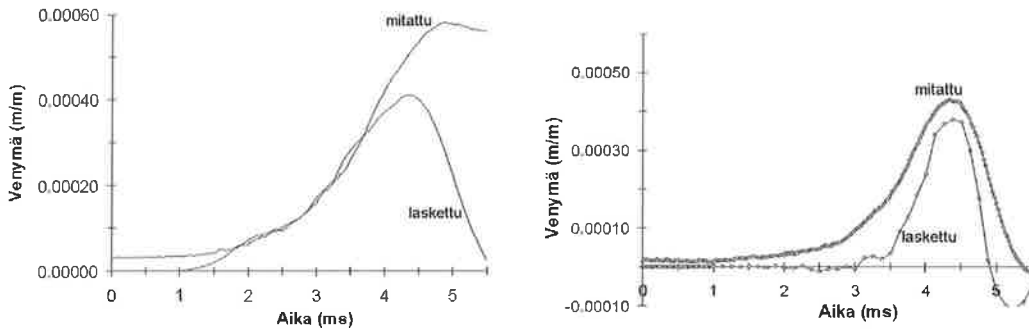 0.00060
0.00040
0.00020
0.00000
0
1
2
3
4
5
Venymä (m/m)
Aika (ms)
mitattu
laskettu
0.00050
0.00030
0.00010
-0.00010
0
1
2
3
4
5
Venymä (m/m)
Aika (ms)
mitattu
laskettu